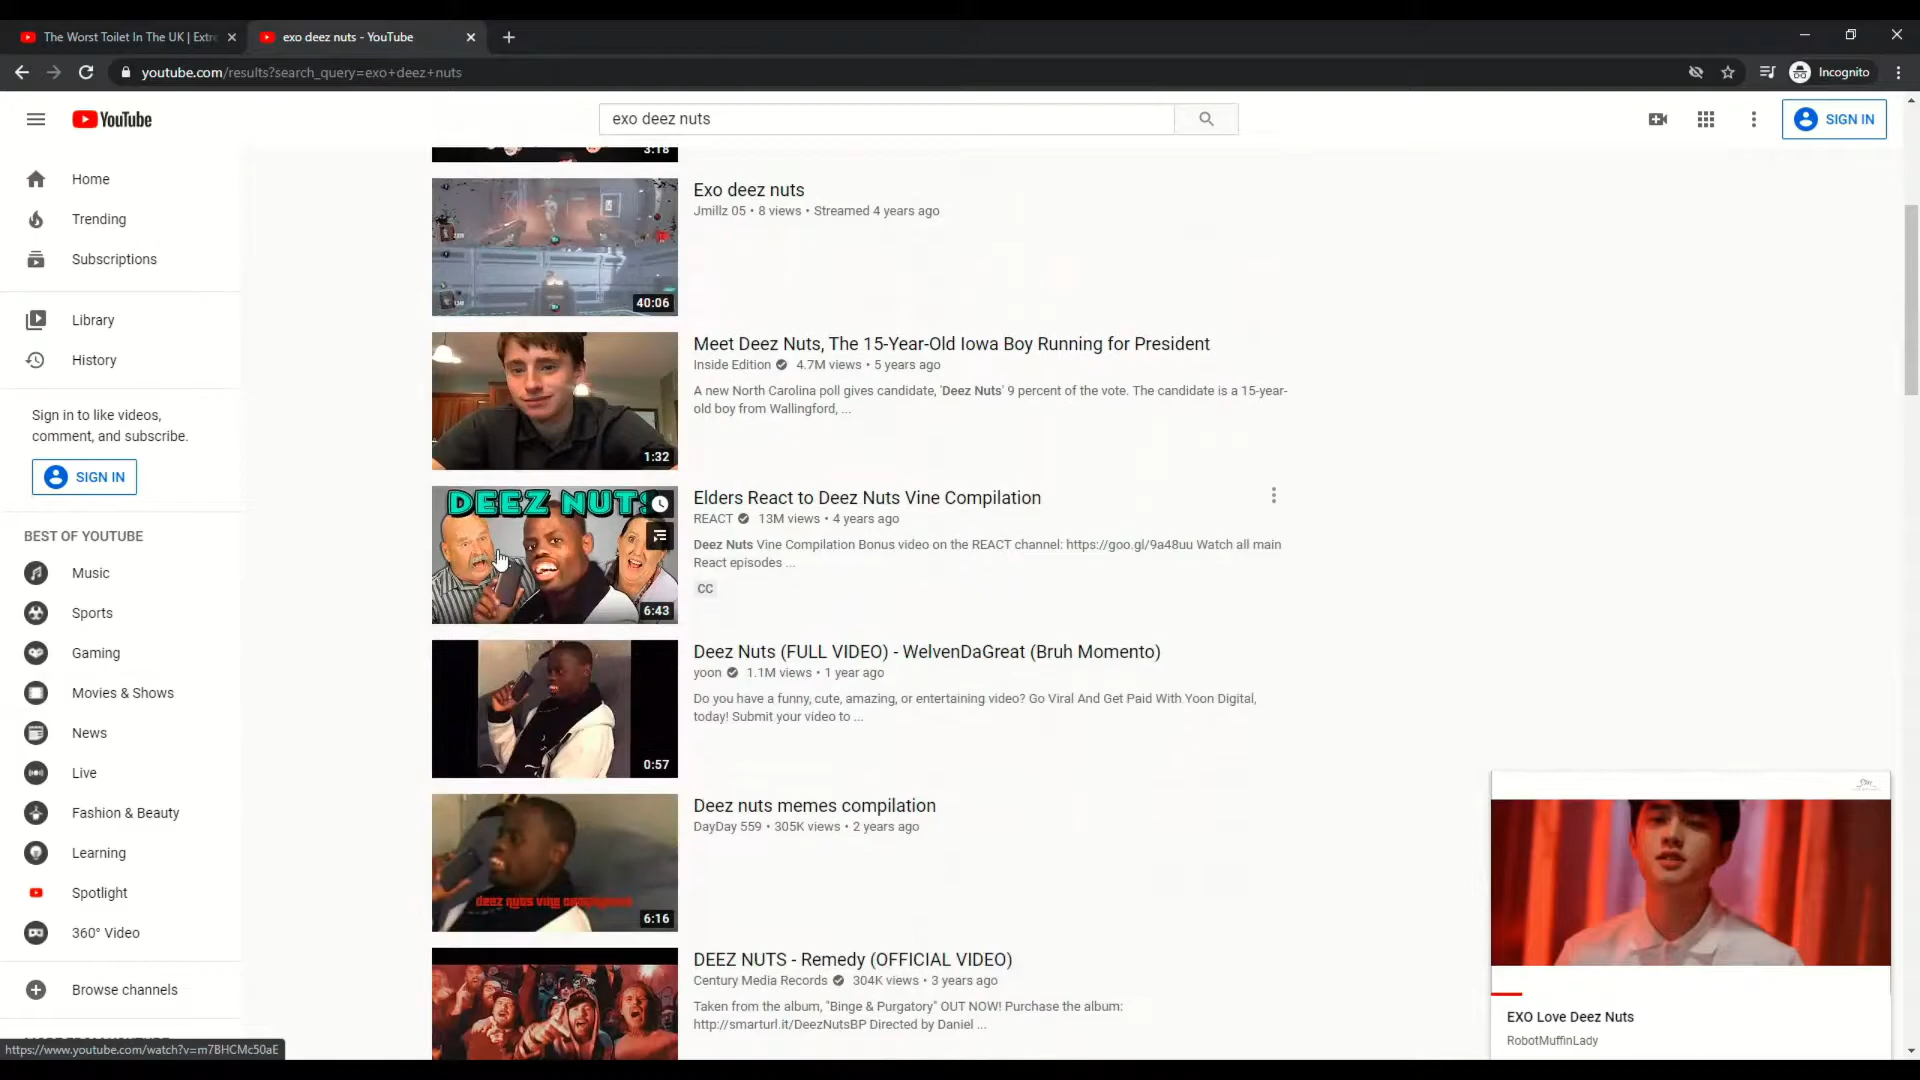 The Worst Toilet In The UK | Extre
exo deez nuts - YouTube
youtube.com/results?search_query=exo+deez+nuts
Incognito
YouTube
exo deez nuts
SIGN IN
Home
Trending
Subscriptions
Library
History
Sign in to like videos,
comment, and subscribe.
SIGN IN
BEST OF YOUTUBE
Music
Sports
Gaming
Movies & Shows
News
Live
Fashion & Beauty
Learning
Spotlight
360° Video
Browse channels
https://www.youtube.com/watch?v=m7BHCMc50aE
3:18
Exo deez nuts
Jmillz 05 • 8 views • Streamed 4 years ago
40:06
Meet Deez Nuts, The 15-Year-Old Iowa Boy Running for President
Inside Edition 4.7M views • 5 years ago
A new North Carolina poll gives candidate, 'Deez Nuts' 9 percent of the vote. The candidate is a 15-year-
old boy from Wallingford, ...
1:32
DEEZ NUTS
Elders React to Deez Nuts Vine Compilation
REACT 13M views • 4 years ago
Deez Nuts Vine Compilation Bonus video on the REACT channel: https://goo.gl/9a48uu Watch all main
React episodes ...
CC
6:43
Deez Nuts (FULL VIDEO) - WelvenDaGreat (Bruh Momento)
yoon 1.1M views • 1 year ago
Do you have a funny, cute, amazing, or entertaining video? Go Viral And Get Paid With Yoon Digital,
today! Submit your video to ...
0:57
Deez nuts memes compilation
DayDay 559 • 305K views • 2 years ago
deez nuts vine compilation
6:16
DEEZ NUTS - Remedy (OFFICIAL VIDEO)
Century Media Records 304K views • 3 years ago
Taken from the album, "Binge & Purgatory" OUT NOW! Purchase the album:
http://smarturl.it/DeezNutsBP Directed by Daniel ...
EXO Love Deez Nuts
RobotMuffinLady